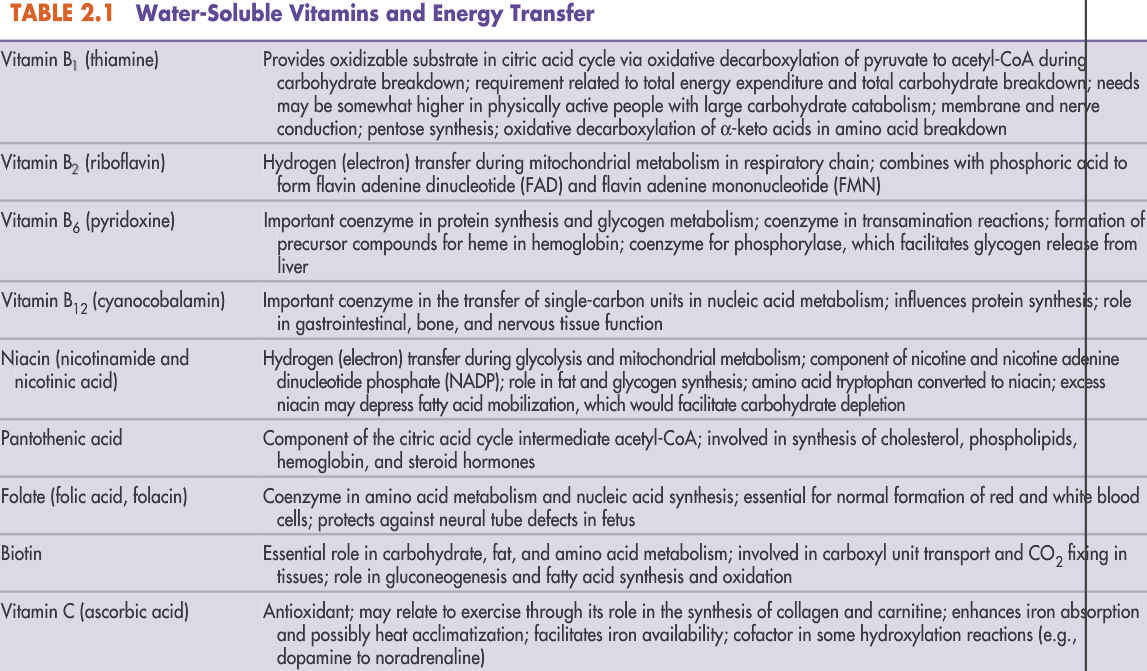 TABLE 2.1 Water-Soluble Vitamins and Energy Transfer
Vitamin B1 (thiamine) Provides oxidizable substrate in citric acid cycle via oxidative decarboxylation of pyruvate to acetyl-CoA during
carbohydrate breakdown; requirement related to total energy expenditure and total carbohydrate breakdown; needs
may be somewhat higher in physically active people with large carbohydrate catabolism; membrane and nerve
conduction; pentose synthesis; oxidative decarboxylation of α-keto acids in amino acid breakdown
Vitamin B2 (riboflavin) Hydrogen (electron) transfer during mitochondrial metabolism in respiratory chain; combines with phosphoric acid to
form flavin adenine dinucleotide (FAD) and flavin adenine mononucleotide (FMN)
Vitamin B6 (pyridoxine) Important coenzyme in protein synthesis and glycogen metabolism; coenzyme in transamination reactions; formation of
precursor compounds for heme in hemoglobin; coenzyme for phosphorylase, which facilitates glycogen release from
liver
Vitamin B12 (cyanocobalamin) Important coenzyme in the transfer of single-carbon units in nucleic acid metabolism; influences protein synthesis; role
in gastrointestinal, bone, and nervous tissue function
Niacin (nicotinamide and Hydrogen (electron) transfer during glycolysis and mitochondrial metabolism; component of nicotine and nicotine adenine
nicotinic acid) dinucleotide phosphate (NADP); role in fat and glycogen synthesis; amino acid tryptophan converted to niacin; excess
niacin may depress fatty acid mobilization, which would facilitate carbohydrate depletion
Pantothenic acid Component of the citric acid cycle intermediate acetyl-CoA; involved in synthesis of cholesterol, phospholipids,
hemoglobin, and steroid hormones
Folate (folic acid, folacin) Coenzyme in amino acid metabolism and nucleic acid synthesis; essential for normal formation of red and white blood
cells; protects against neural tube defects in fetus
Biotin Essential role in carbohydrate, fat, and amino acid metabolism; involved in carboxyl unit transport and CO2 fixing in
tissues; role in gluconeogenesis and fatty acid synthesis and oxidation
Vitamin C (ascorbic acid) Antioxidant; may relate to exercise through its role in the synthesis of collagen and carnitine; enhances iron absorption
and possibly heat acclimatization; facilitates iron availability; cofactor in some hydroxylation reactions (e.g.,
dopamine to noradrenaline)